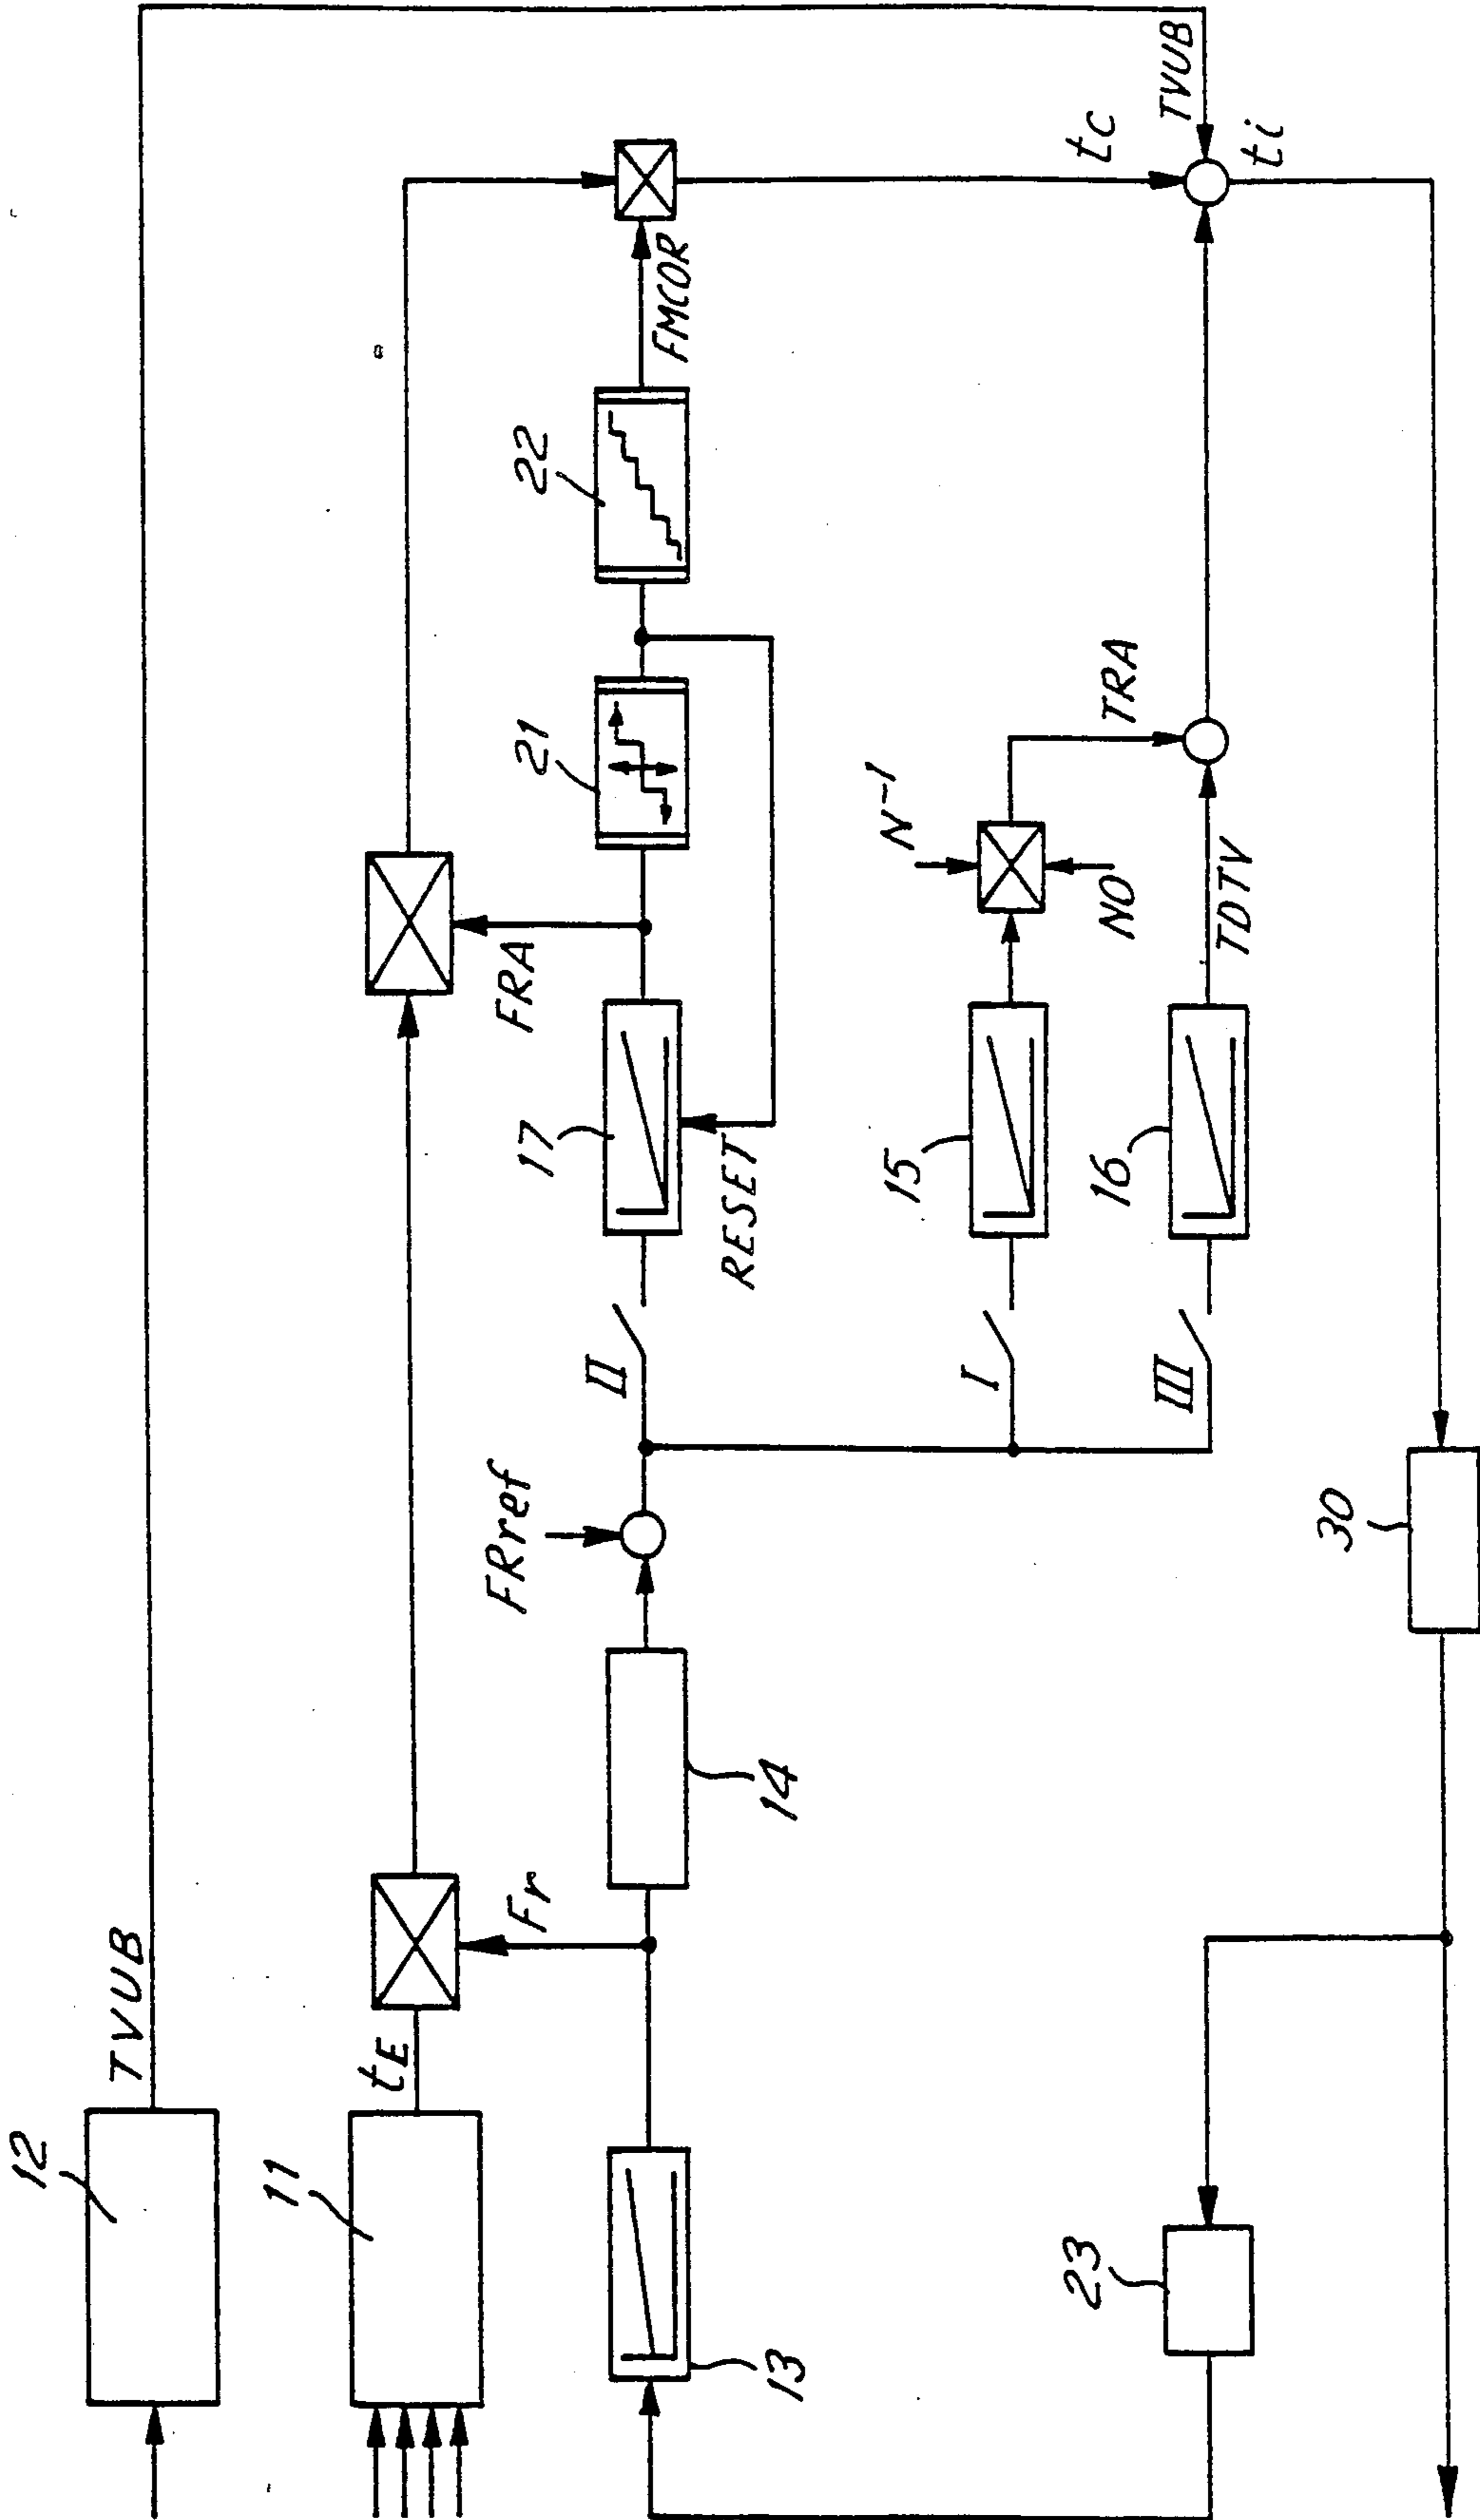 12
TVUB
11
tE
13
Fr
14
FRref
II
I
III
17
RESET
FRA
21
22
FMCOR
15
16
N⁻¹
NO
TRA
TDTV
tc
TVUB
ti
30
23